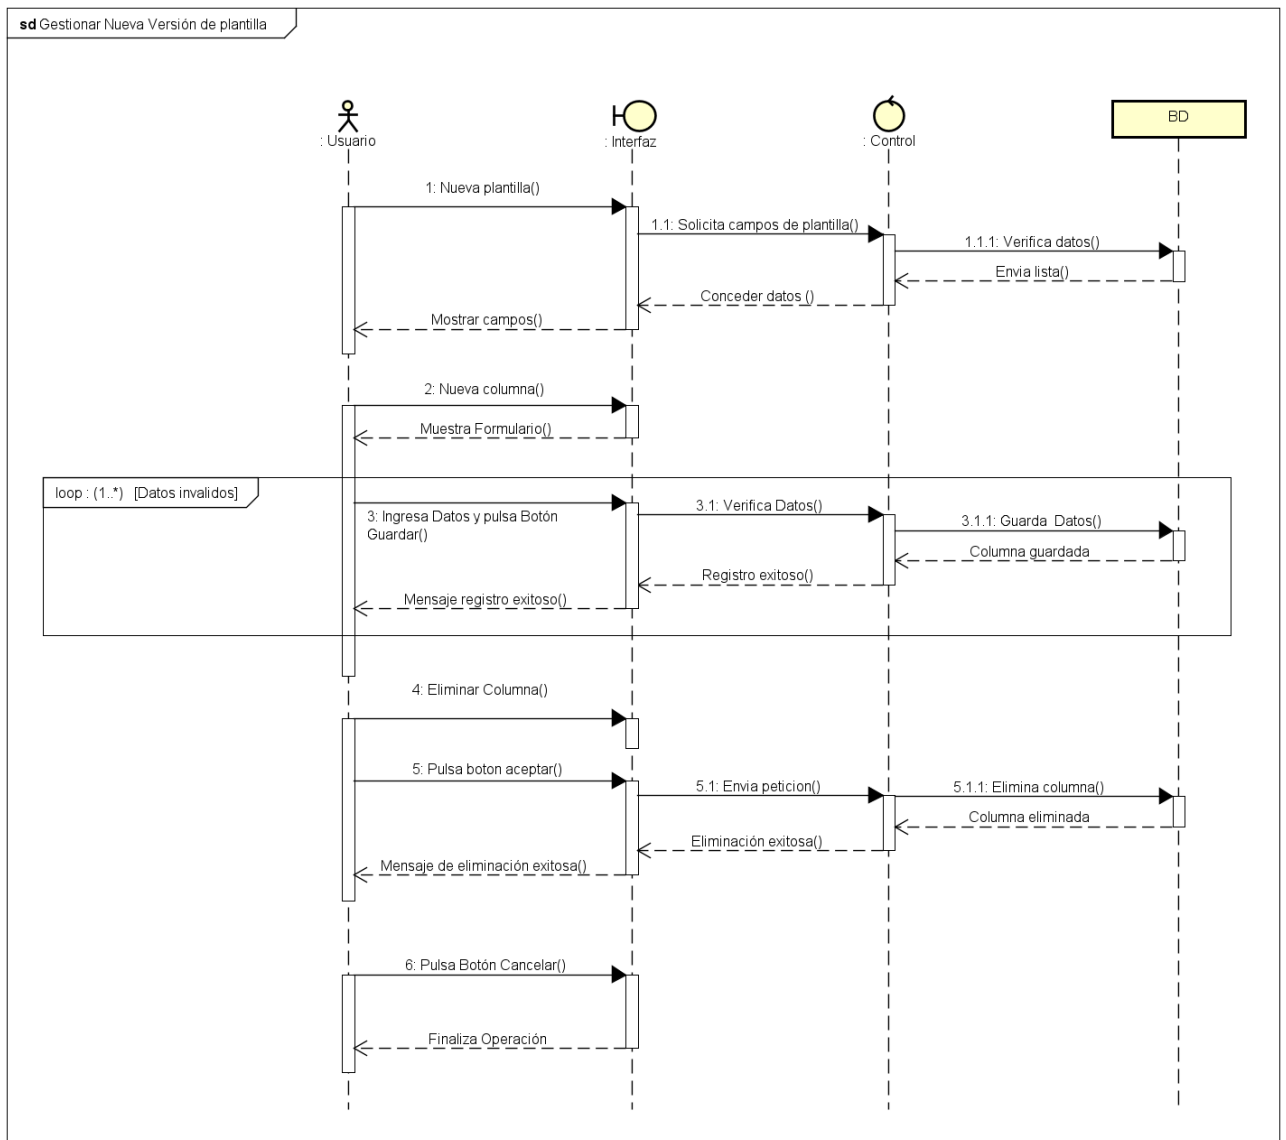 sd Gestionar Nueva Versión de plantilla
: Usuario
: Interfaz
: Control
BD
1: Nueva plantilla()
1.1: Solicita campos de plantilla()
1.1.1: Verifica datos()
Envia lista()
Conceder datos ()
Mostrar campos()
2: Nueva columna()
Muestra Formulario()
loop : (1..*) [Datos invalidos]
3: Ingresa Datos y pulsa Botón
Guardar()
3.1: Verifica Datos()
3.1.1: Guarda Datos()
Columna guardada
Registro exitoso()
Mensaje registro exitoso()
4: Eliminar Columna()
5: Pulsa boton aceptar()
5.1: Envia peticion()
5.1.1: Elimina columna()
Columna eliminada
Eliminación exitosa()
Mensaje de eliminación exitosa()
6: Pulsa Botón Cancelar()
Finaliza Operación